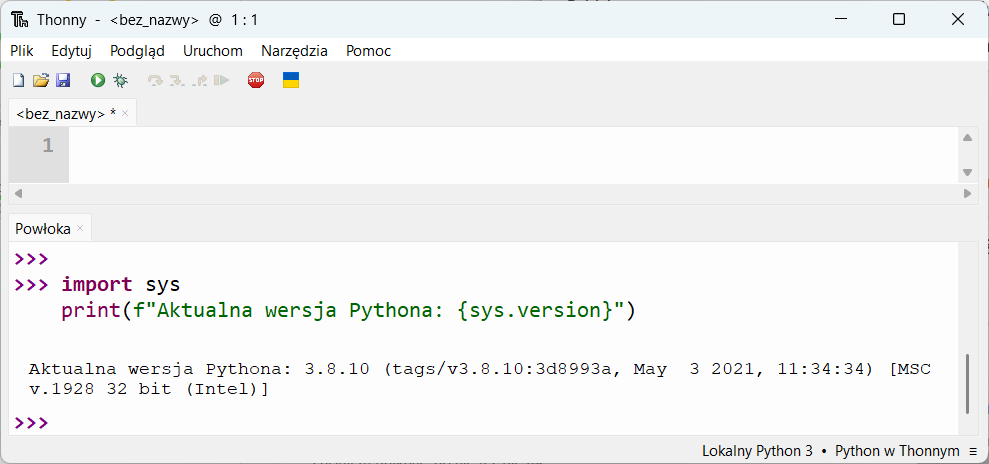 Thonny - <bez_nazwy> @ 1 : 1
Plik Edytuj Podgląd Uruchom Narzędzia Pomoc
STOP
<bez_nazwy> *
1
Powłoka
>>>
>>> import sys
print(f"Aktualna wersja Pythona: {sys.version}")
Aktualna wersja Pythona: 3.8.10 (tags/v3.8.10:3d8993a, May  3 2021, 11:34:34) [MSC
v.1928 32 bit (Intel)]
>>>
Lokalny Python 3 • Python w Thonnym ≡